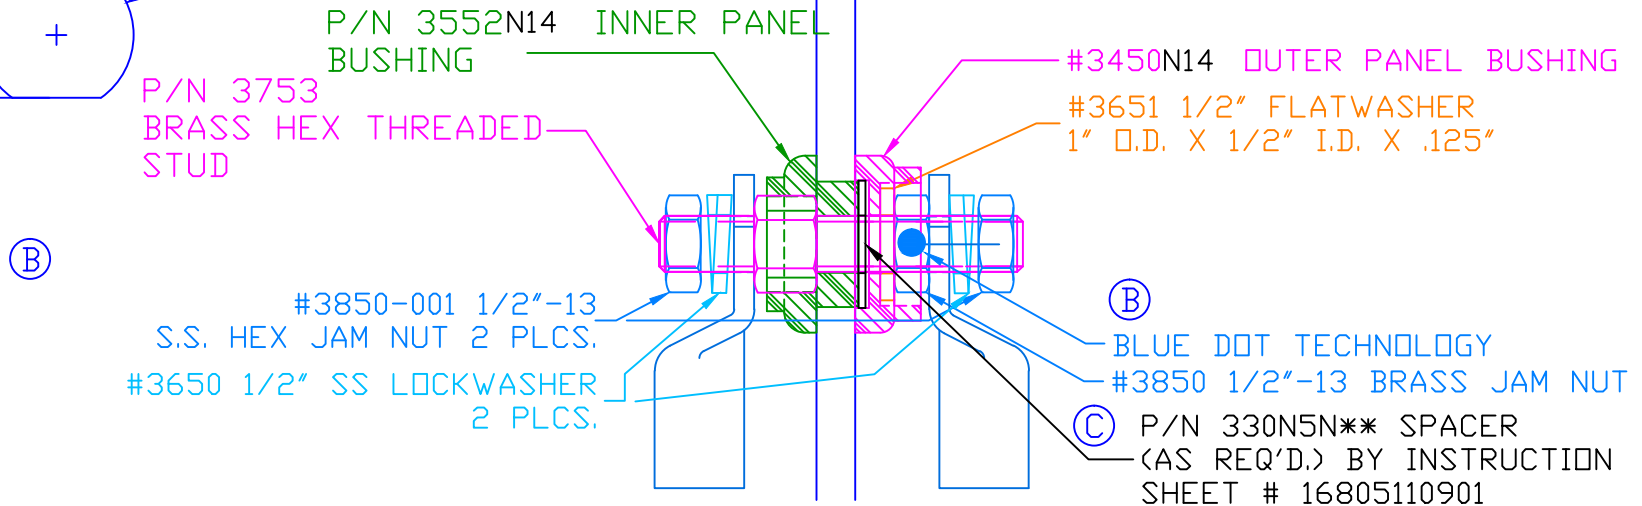 P/N 3552N14 INNER PANEL
BUSHING
P/N 3753
BRASS HEX THREADED
STUD
#3450N14 OUTER PANEL BUSHING
#3651 1/2" FLATWASHER
1" O.D. X 1/2" I.D. X .125"
B
#3850-001 1/2"-13
S.S. HEX JAM NUT 2 PLCS.
#3650 1/2" SS LOCKWASHER
2 PLCS.
B
BLUE DOT TECHNOLOGY
#3850 1/2"-13 BRASS JAM NUT
C P/N 330N5N** SPACER
(AS REQ'D.) BY INSTRUCTION
SHEET # 16805110901